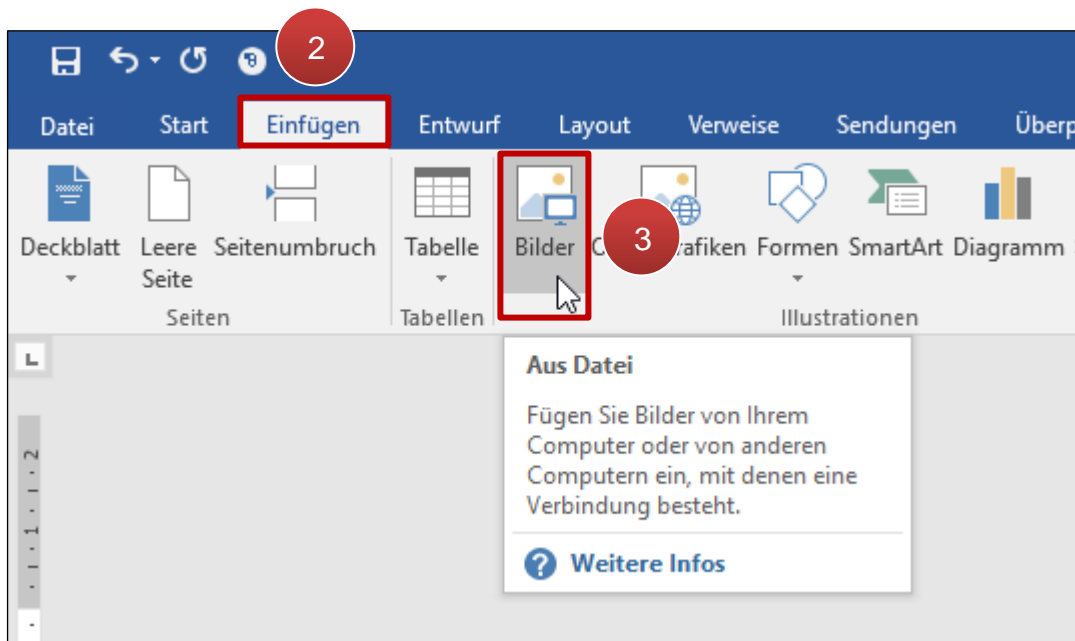 2
Datei Start Einfügen Entwurf Layout Verweise Sendungen
Deckblatt Leere Seite Seitenumbruch Tabelle Bilder Formen SmartArt Diagramm
3
Seiten Tabellen Illustrationen
L
Aus Datei
Fügen Sie Bilder von Ihrem
Computer oder von anderen
Computern ein, mit denen eine
Verbindung besteht.
Weitere Infos
2
1